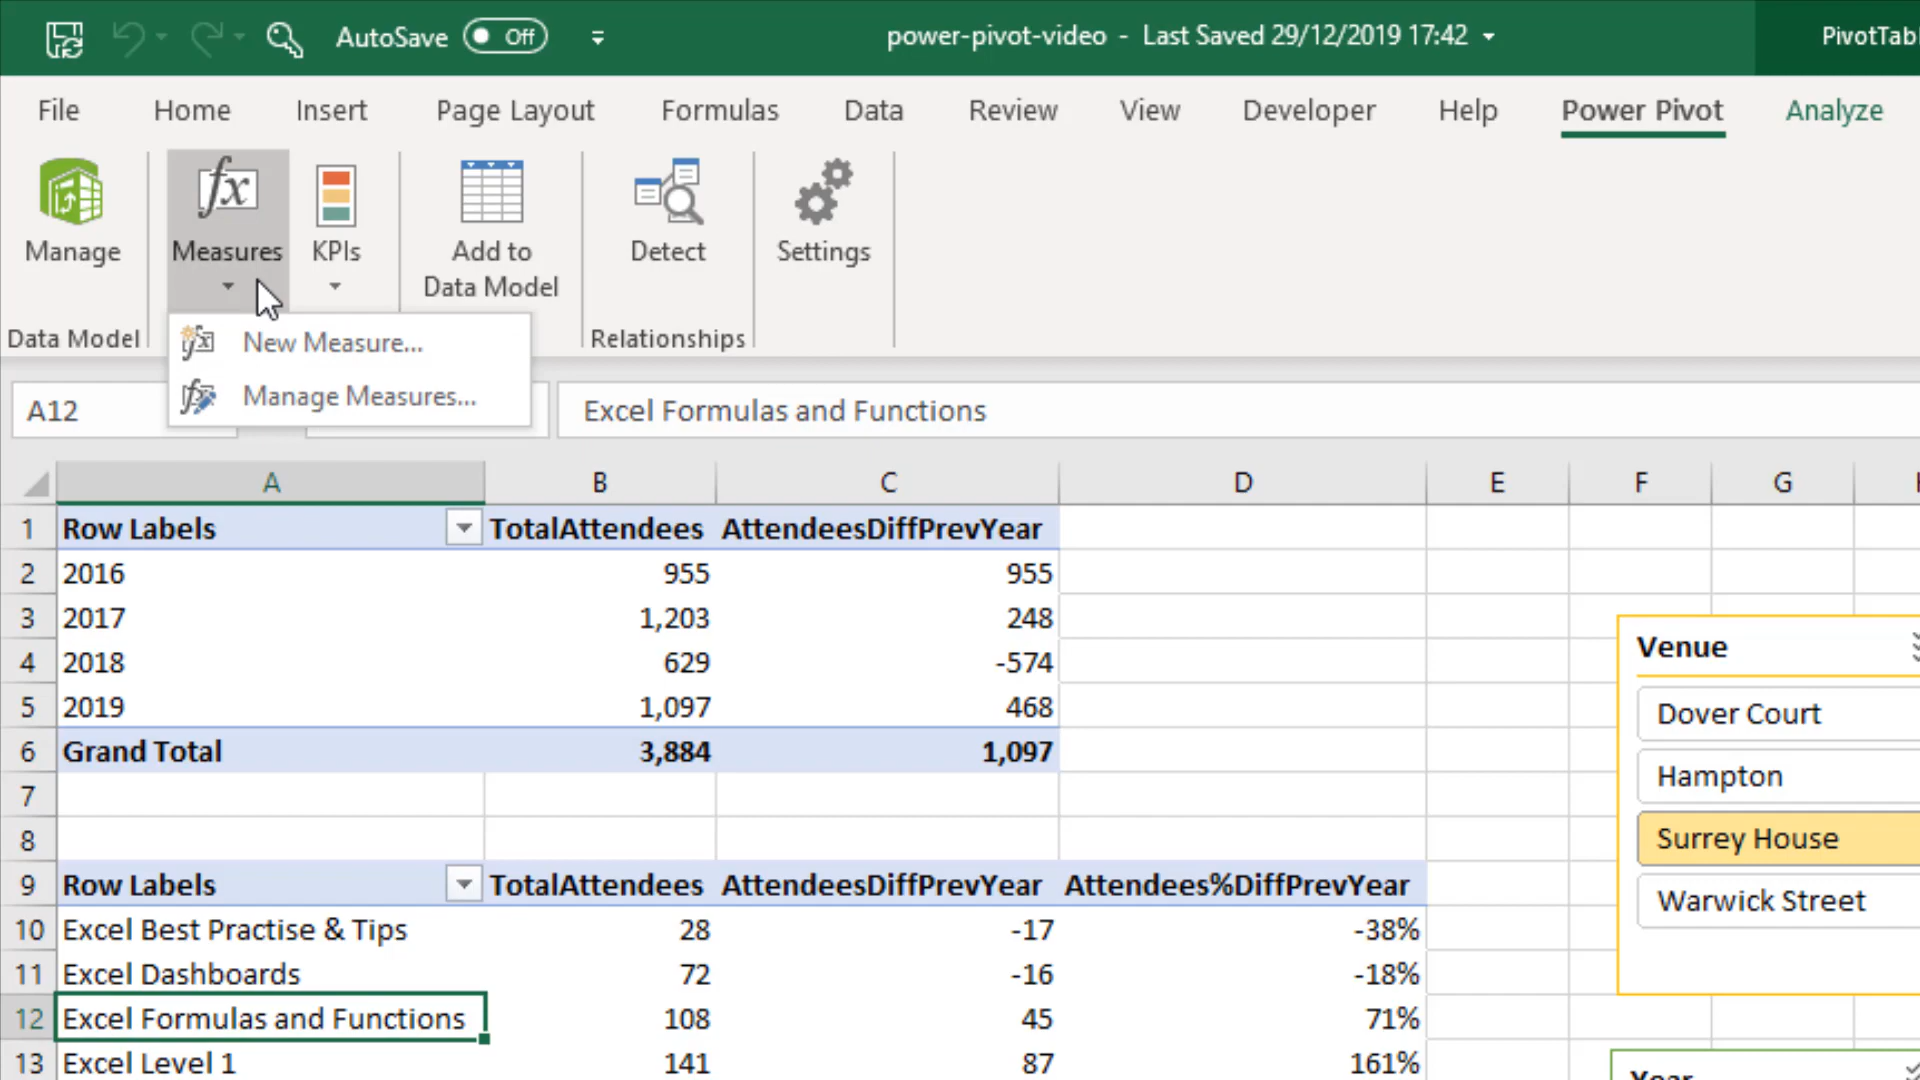 AutoSave Off
power-pivot-video - Last Saved 29/12/2019 17:42
File Home Insert Page Layout Formulas Data Review View Developer Help Power Pivot Analyze
Manage
Measures
KPIs
Add to
Data Model
Detect
Settings
Data Model
Relationships
New Measure...
Manage Measures...
A12
Excel Formulas and Functions
A B C D E F G
1 Row Labels TotalAttendees AttendeesDiffPrevYear
2 2016 955 955
3 2017 1,203 248
4 2018 629 -574
5 2019 1,097 468
6 Grand Total 3,884 1,097
7
8
9 Row Labels TotalAttendees AttendeesDiffPrevYear Attendees%DiffPrevYear
10 Excel Best Practise & Tips 28 -17 -38%
11 Excel Dashboards 72 -16 -18%
12 Excel Formulas and Functions 108 45 71%
13 Excel Level 1 141 87 161%
Venue
Dover Court
Hampton
Surrey House
Warwick Street
Year